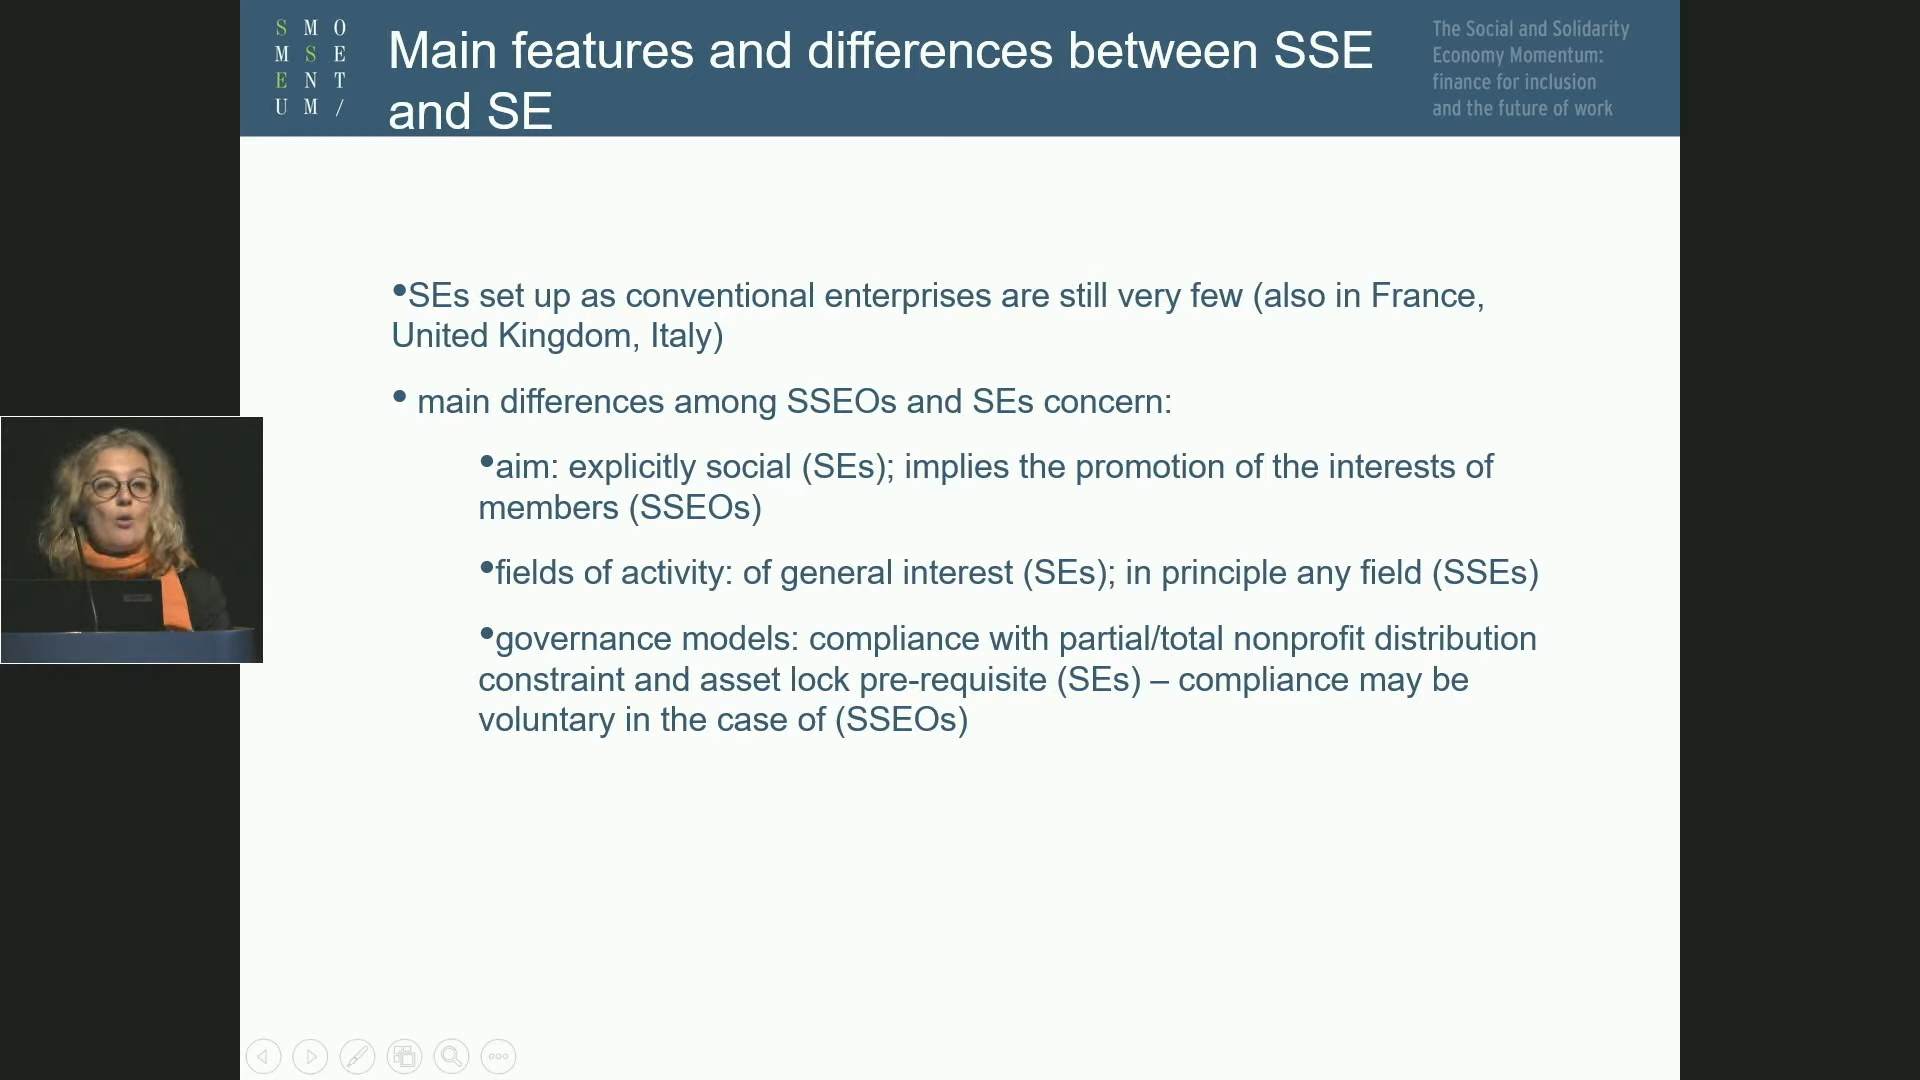 S M O
M S E
E N T
U M /
Main features and differences between SSE
and SE
The Social and Solidarity
Economy Momentum:
finance for inclusion
and the future of work
•SEs set up as conventional enterprises are still very few (also in France,
United Kingdom, Italy)
• main differences among SSEOs and SEs concern:
•aim: explicitly social (SEs); implies the promotion of the interests of
members (SSEOs)
•fields of activity: of general interest (SEs); in principle any field (SSEs)
•governance models: compliance with partial/total nonprofit distribution
constraint and asset lock pre-requisite (SEs) – compliance may be
voluntary in the case of (SSEOs)